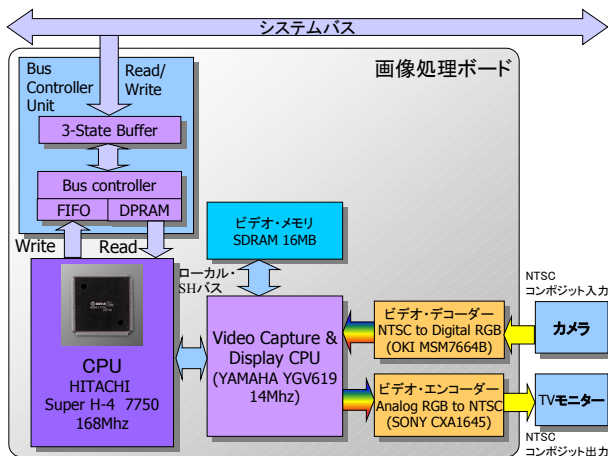 システムバス
画像処理ボード
Bus
Controller
Unit
Read/
Write
3-State Buffer
Bus controller
FIFO
DPRAM
Write
Read
ビデオ・メモリ
SDRAM 16MB
ローカル・
SHバス
CPU
HITACHI
Super H-4 7750
168Mhz
Video Capture &
Display CPU
(YAMAHA YGV619
14Mhz)
ビデオ・デコーダー
NTSC to Digital RGB
(OKI MSM7664B)
NTSC
コンポジット入力
カメラ
ビデオ・エンコーダー
Analog RGB to NTSC
(SONY CXA1645)
TVモニター
NTSC
コンポジット出力